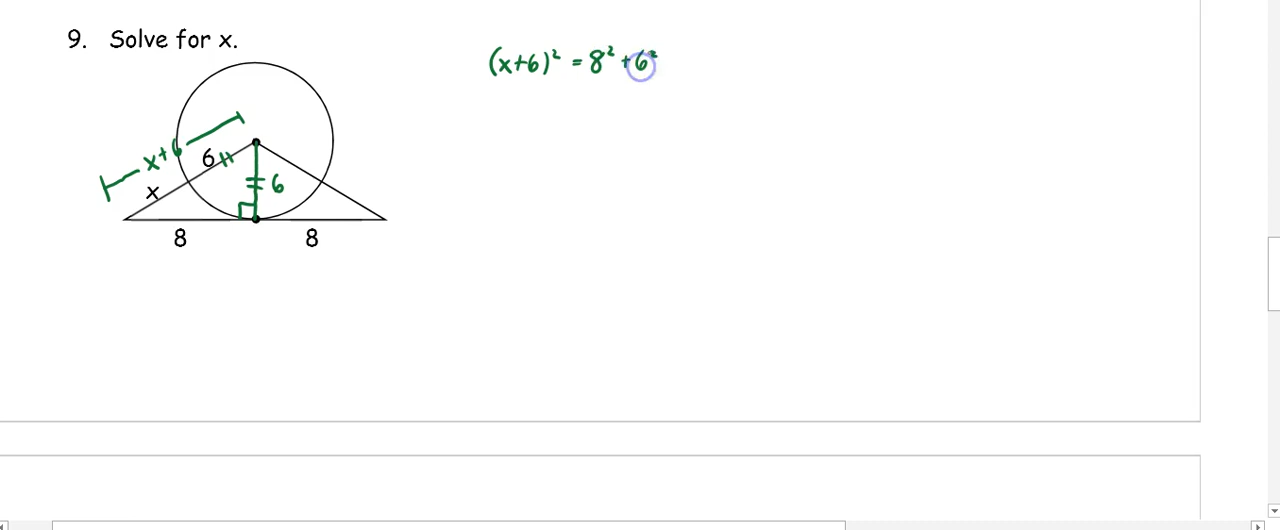 9. Solve for x.
(x+6)² = 8² + 6²
x+6
6
x
6
8 8